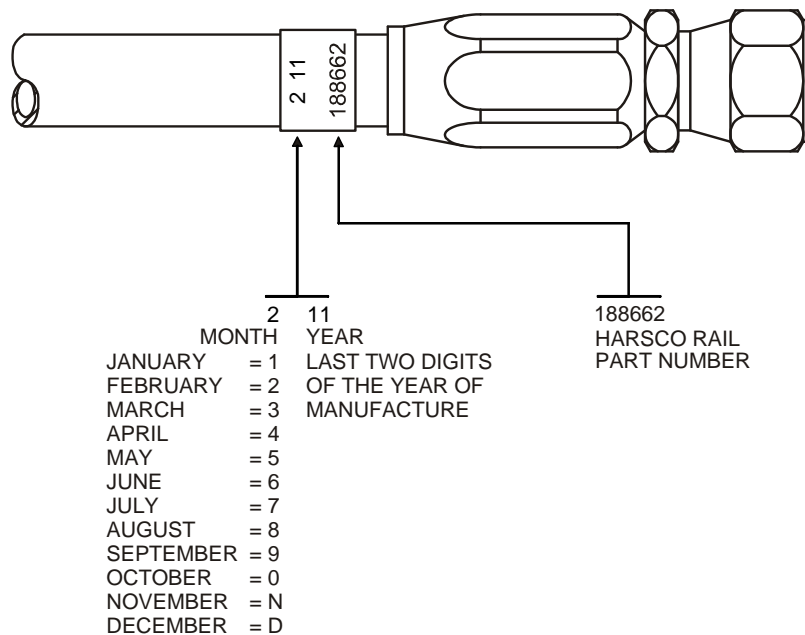 2 11
188662
2 11
MONTH YEAR
JANUARY = 1 LAST TWO DIGITS
FEBRUARY = 2 OF THE YEAR OF
MARCH = 3 MANUFACTURE
APRIL = 4
MAY = 5
JUNE = 6
JULY = 7
AUGUST = 8
SEPTEMBER = 9
OCTOBER = 0
NOVEMBER = N
DECEMBER = D
188662
HARSCO RAIL
PART NUMBER